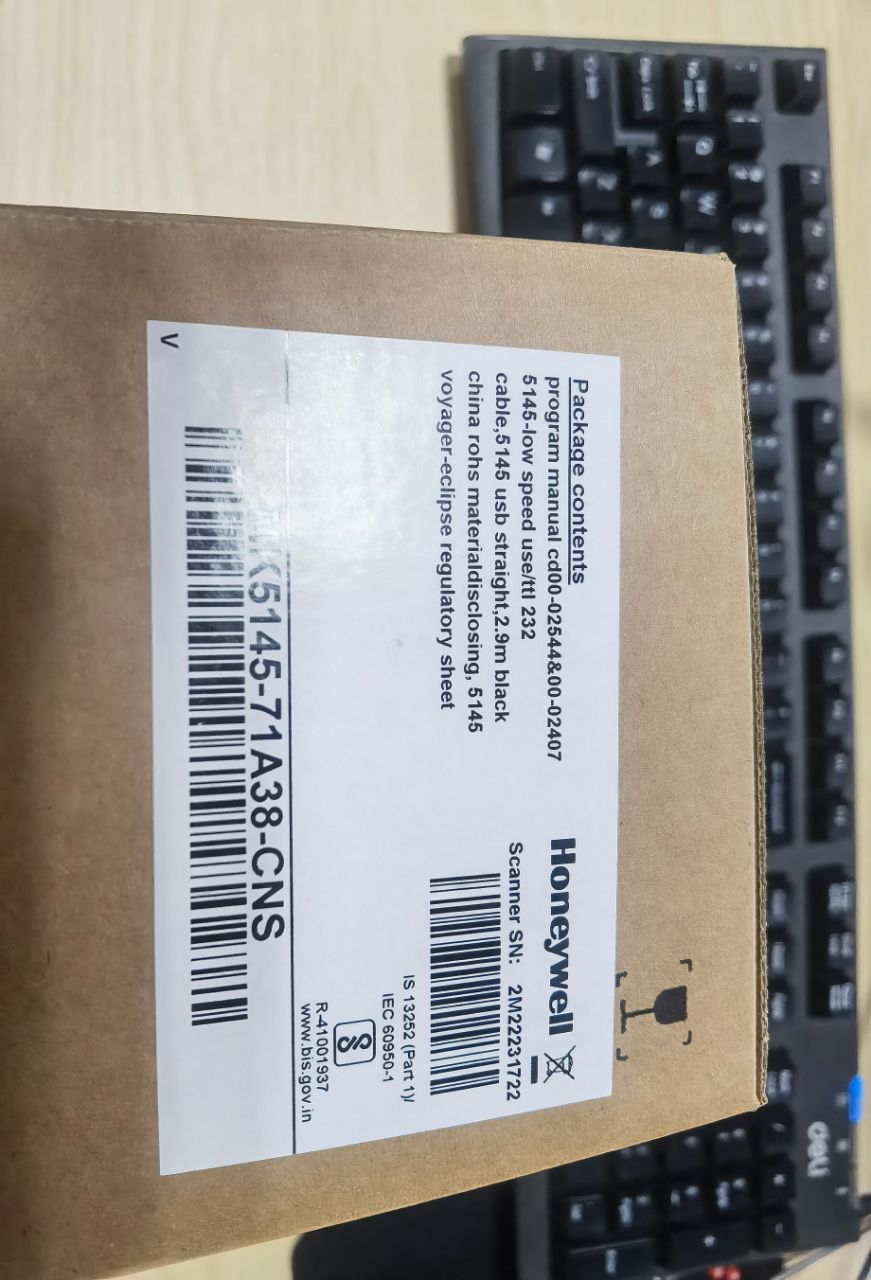 Package contents
program manual cd00-02544&00-02407
5145-low speed use/ttl 232
cable,5145 usb straight,2.9m black
china rohs materialdisclosing, 5145
voyager-eclipse regulatory sheet
Honeywell
Scanner SN: 2M22231722
IS 13252 (Part 1)/
IEC 60950-1
R-41001937
www.bis.gov.in
MK5145-71A38-CNS
V
deli
A
Q
W
Z
S